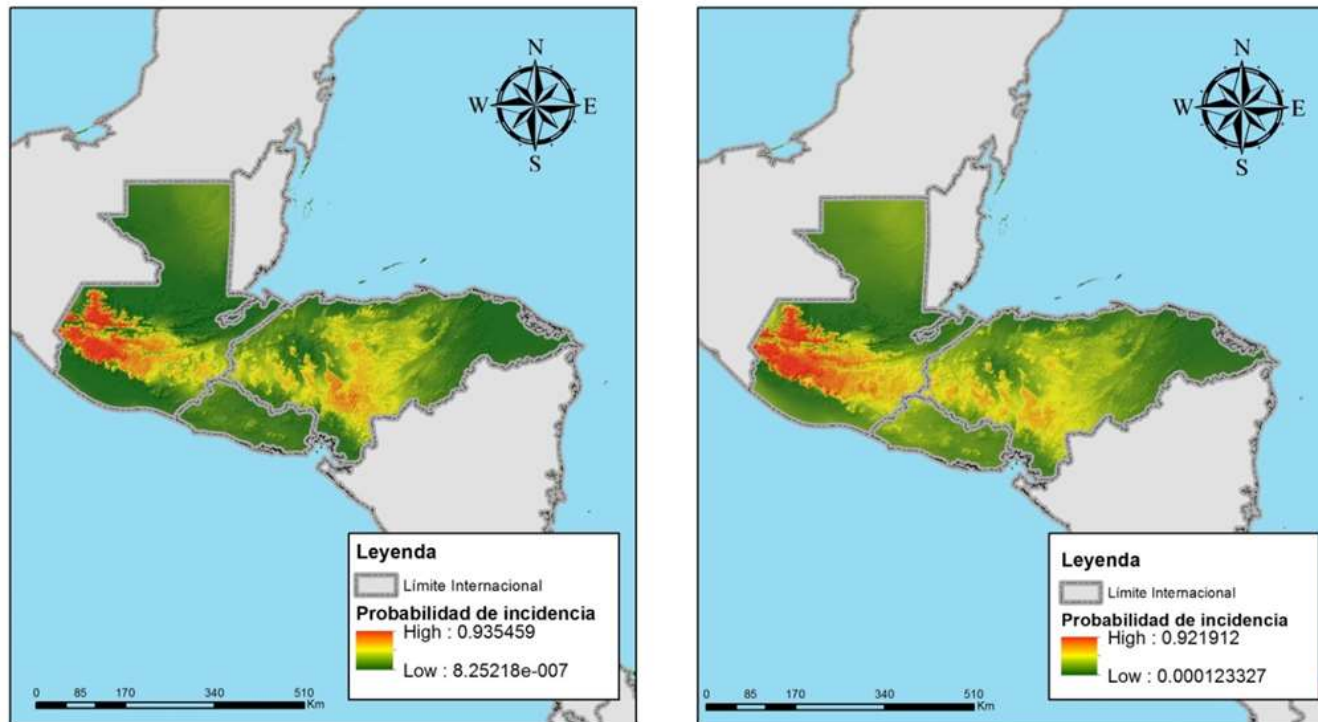 N
W E
S
Leyenda
Límite Internacional
Probabilidad de incidencia
High : 0.935459
Low : 8.25218e-007
0 85 170 340 510
Km
N
W E
S
Leyenda
Límite Internacional
Probabilidad de incidencia
High : 0.921912
Low : 0.000123327
0 85 170 340 510
Km